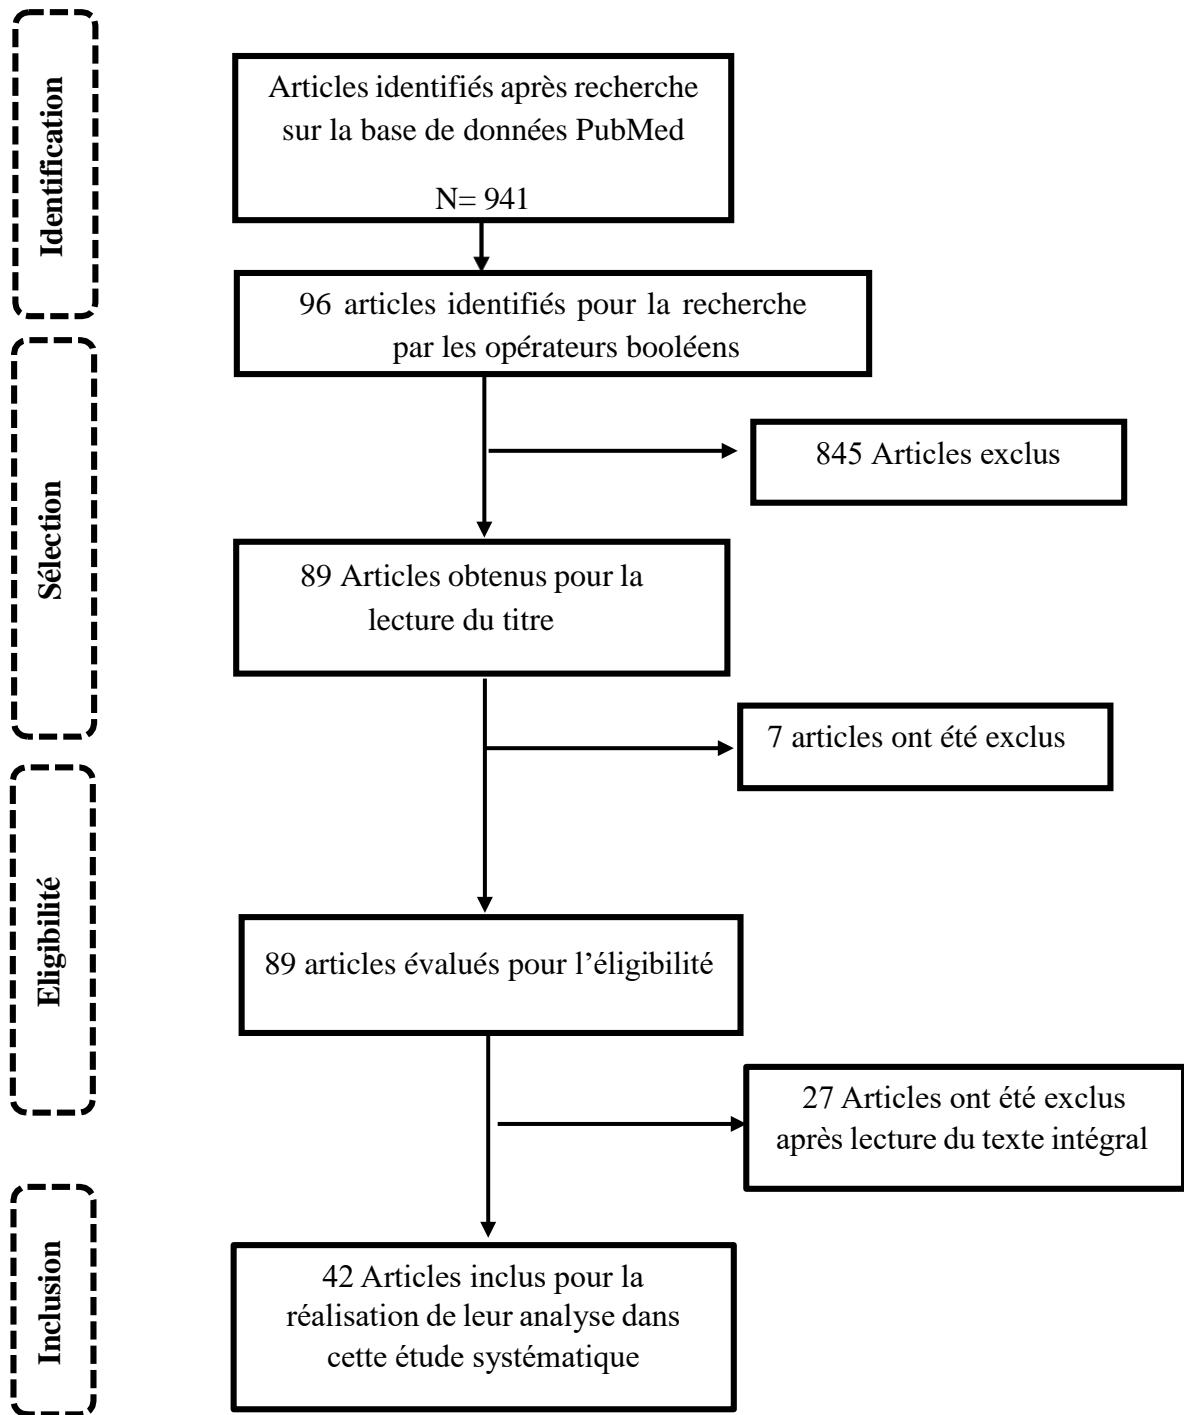 Identification
Articles identifiés après recherche
sur la base de données PubMed
N= 941
96 articles identifiés pour la recherche
par les opérateurs booléens
Sélection
845 Articles exclus
89 Articles obtenus pour la
lecture du titre
7 articles ont été exclus
Eligibilité
89 articles évalués pour l’éligibilité
27 Articles ont été exclus
après lecture du texte intégral
Inclusion
42 Articles inclus pour la
réalisation de leur analyse dans
cette étude systématique